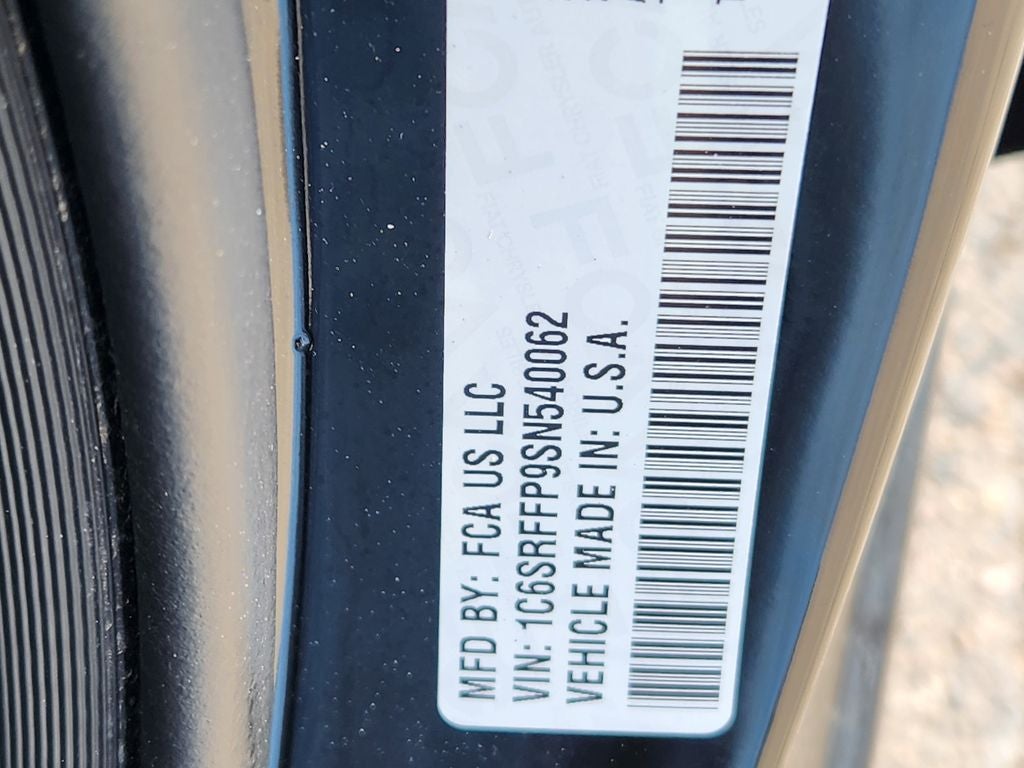 MFD BY: FCA US LLC
VIN: 1C6SRFFP9SN540062
VEHICLE MADE IN: U.S.A.